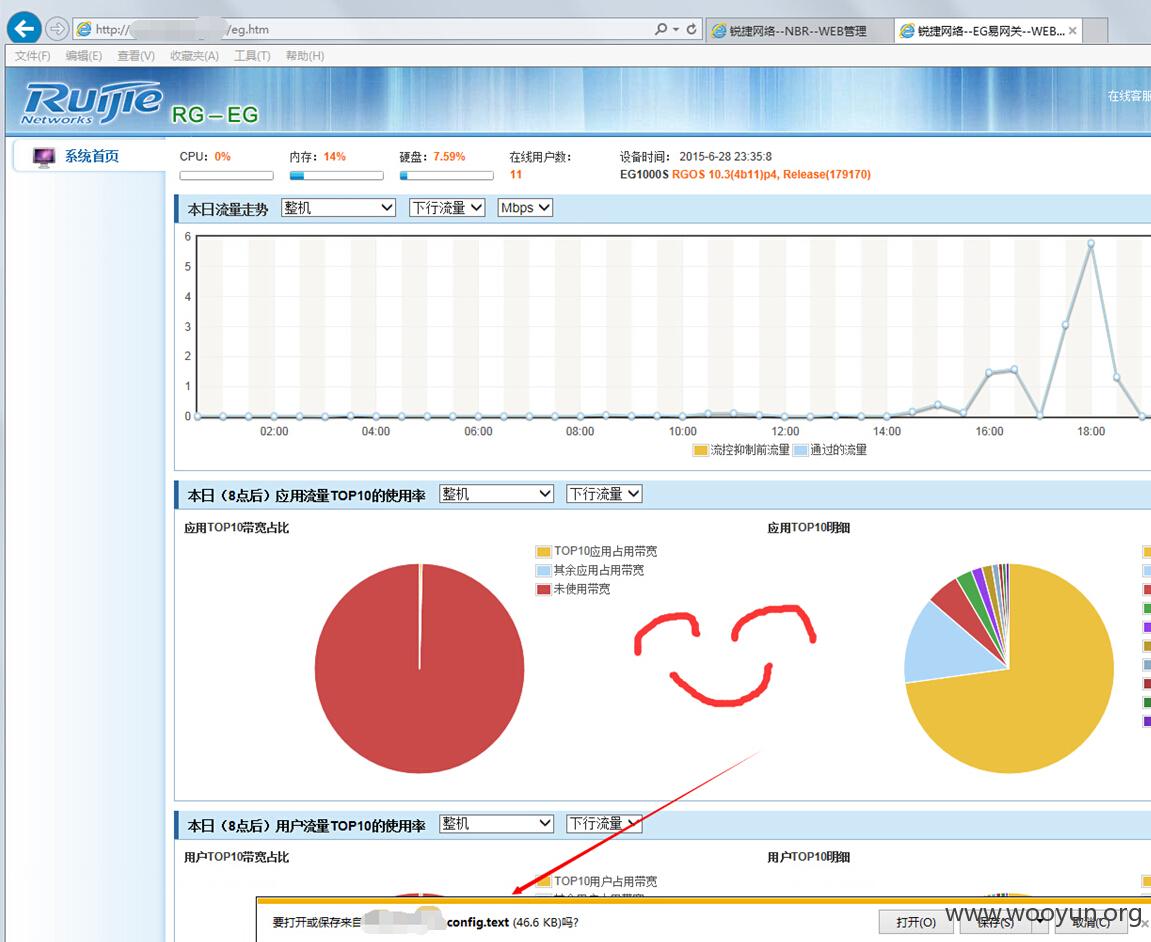 http:// /eg.htm
锐捷网络--NBR--WEB管理
锐捷网络--EG易网关--WEB...
文件(F) 编辑(E) 查看(V) 收藏夹(A) 工具(T) 帮助(H)
Ruijie
Networks
RG-EG
在线客服
系统首页
CPU: 0% 内存: 14% 硬盘: 7.59% 在线用户数: 设备时间: 2015-6-28 23:35:8
11 EG1000S RGOS 10.3(4b11)p4, Release(179170)
本日流量走势 整机 下行流量 Mbps
6
5
4
3
2
1
0
02:00 04:00 06:00 08:00 10:00 12:00 14:00 16:00 18:00
流控抑制前流量 通过的流量
本日（8点后）应用流量TOP10的使用率 整机 下行流量
应用TOP10带宽占比 应用TOP10明细
TOP10应用占用带宽
其余应用占用带宽
未使用带宽
本日（8点后）用户流量TOP10的使用率 整机 下行流量
用户TOP10带宽占比 用户TOP10明细
TOP10用户占用带宽
要打开或保存来自 config.text (46.6 KB)吗?
打开(O) 保存(S) 取消(C)
www.wooyun.org